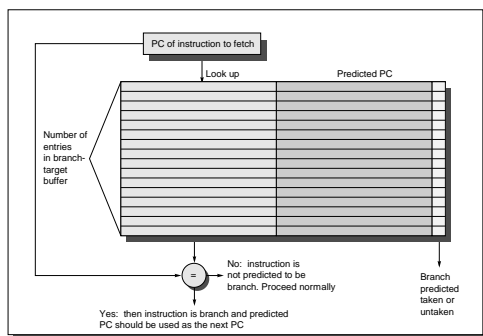 PC of instruction to fetch
Look up
Predicted PC
Number of
entries
in branch-
target
buffer
=
No: instruction is
not predicted to be
branch. Proceed normally
Branch
predicted
taken or
untaken
Yes: then instruction is branch and predicted
PC should be used as the next PC